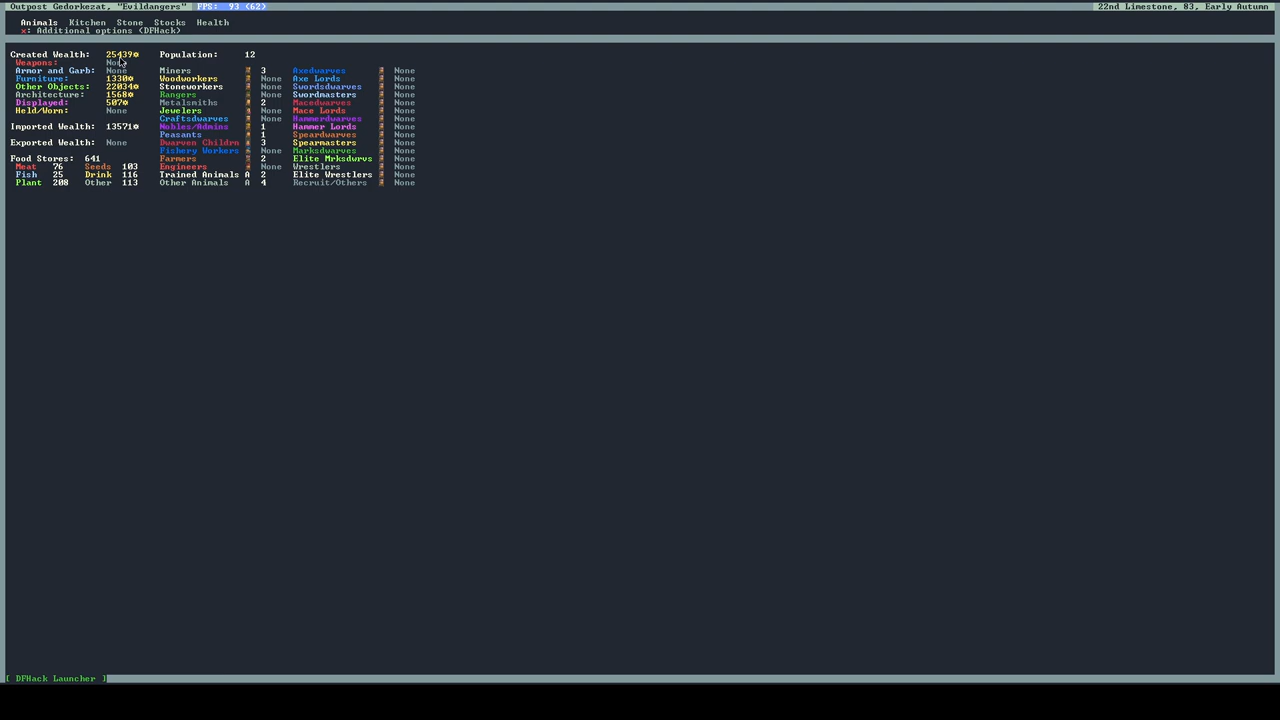 Outpost Gedorkezat, "Evildangers" FPS: 93 (62) 22nd Limestone, 83, Early Autumn
Animals Kitchen Stone Stocks Health
x: Additional options (DFHack)
Created Wealth: 25439☼ Population: 12
Weapons: None
Armor and Garb: None Miners 3 Axedwarves None
Furniture: 1330☼ Woodworkers None Axe Lords None
Other Objects: 22034☼ Stoneworkers None Swordsdwarves None
Architecture: 1568☼ Rangers None Swordmasters None
Displayed: 507☼ Metalsmiths 2 Macedwarves None
Held/Worn: None Jewelers None Mace Lords None
Craftsdwarves None Hammerdwarves None
Imported Wealth: 13571☼ Nobles/Admins 1 Hammer Lords None
Peasants 1 Speardwarves None
Exported Wealth: None Dwarven Childrn 3 Spearmasters None
Fishery Workers None Marksdwarves None
Food Stores: 641 Farmers 2 Elite Mrksdwrvs None
Meat 76 Seeds 103 Engineers None Wrestlers None
Fish 25 Drink 116 Trained Animals A 2 Elite Wrestlers None
Plant 208 Other 113 Other Animals A 4 Recruit/Others None
[ DFHack Launcher ]